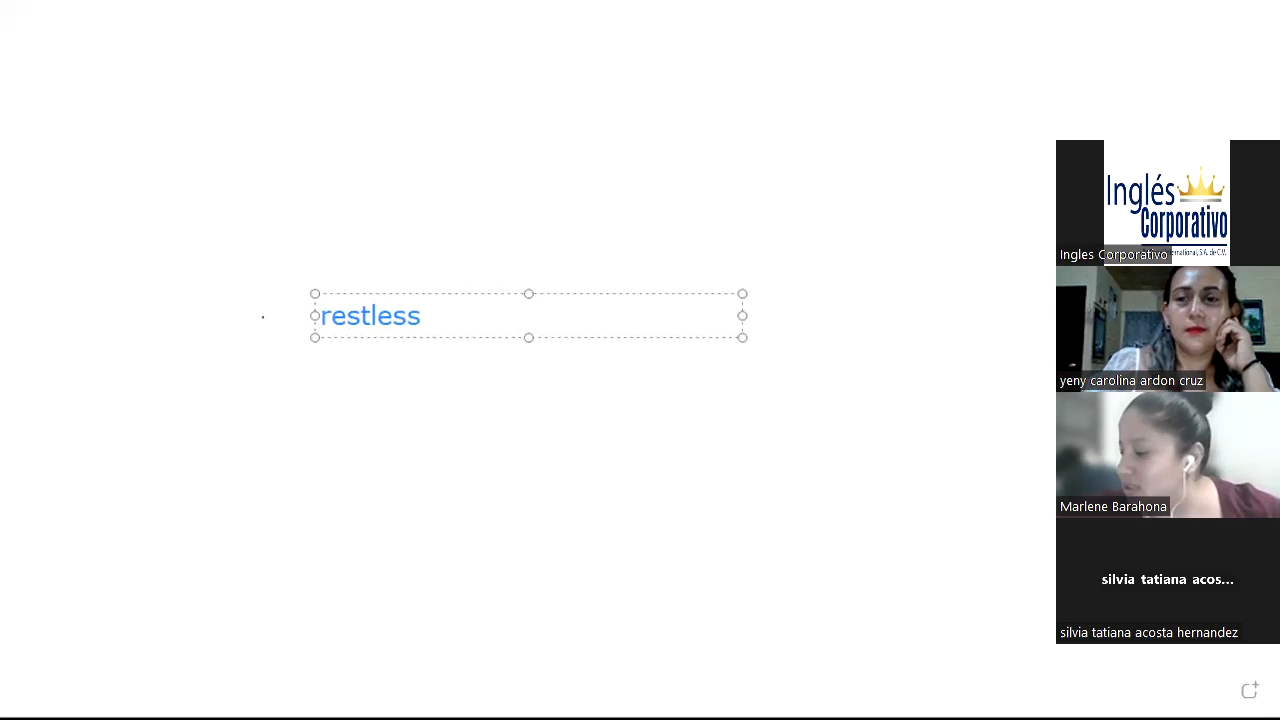 restless
Inglés
Corporativo
Ingles Corporativo
yeny carolina ardon cruz
Marlene Barahona
silvia tatiana acos...
silvia tatiana acosta hernandez